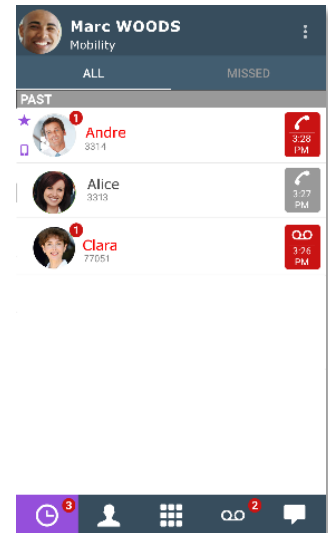 Marc WOODS
Mobility
ALL MISSED
PAST
1
Andre
3314
3:28
PM
Alice
3313
3:27
PM
1
Clara
77051
3:26
PM
3 2